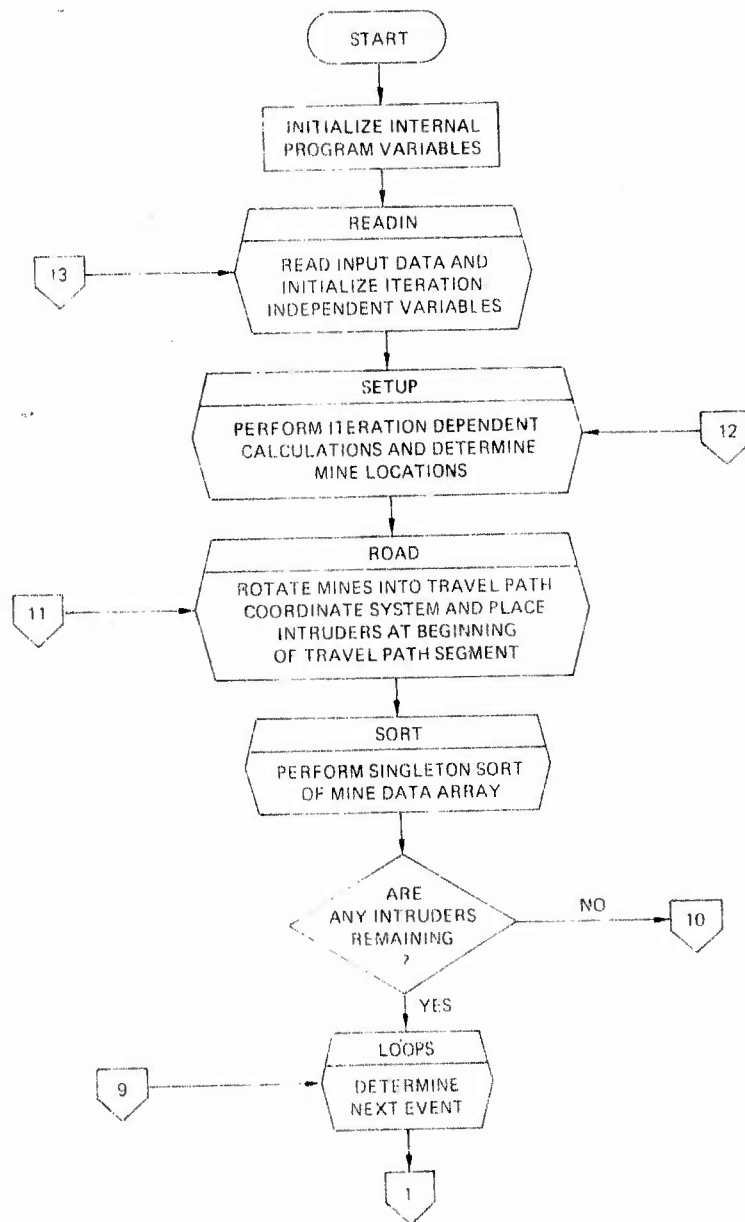 START
INITIALIZE INTERNAL
PROGRAM VARIABLES
READIN
13
READ INPUT DATA AND
INITIALIZE ITERATION
INDEPENDENT VARIABLES
SETUP
PERFORM ITERATION DEPENDENT
CALCULATIONS AND DETERMINE
MINE LOCATIONS
12
ROAD
11
ROTATE MINES INTO TRAVEL PATH
COORDINATE SYSTEM AND PLACE
INTRUDERS AT BEGINNING
OF TRAVEL PATH SEGMENT
SORT
PERFORM SINGLETON SORT
OF MINE DATA ARRAY
ARE
ANY INTRUDERS
REMAINING
?
NO
10
YES
LOOPS
9
DETERMINE
NEXT EVENT
1